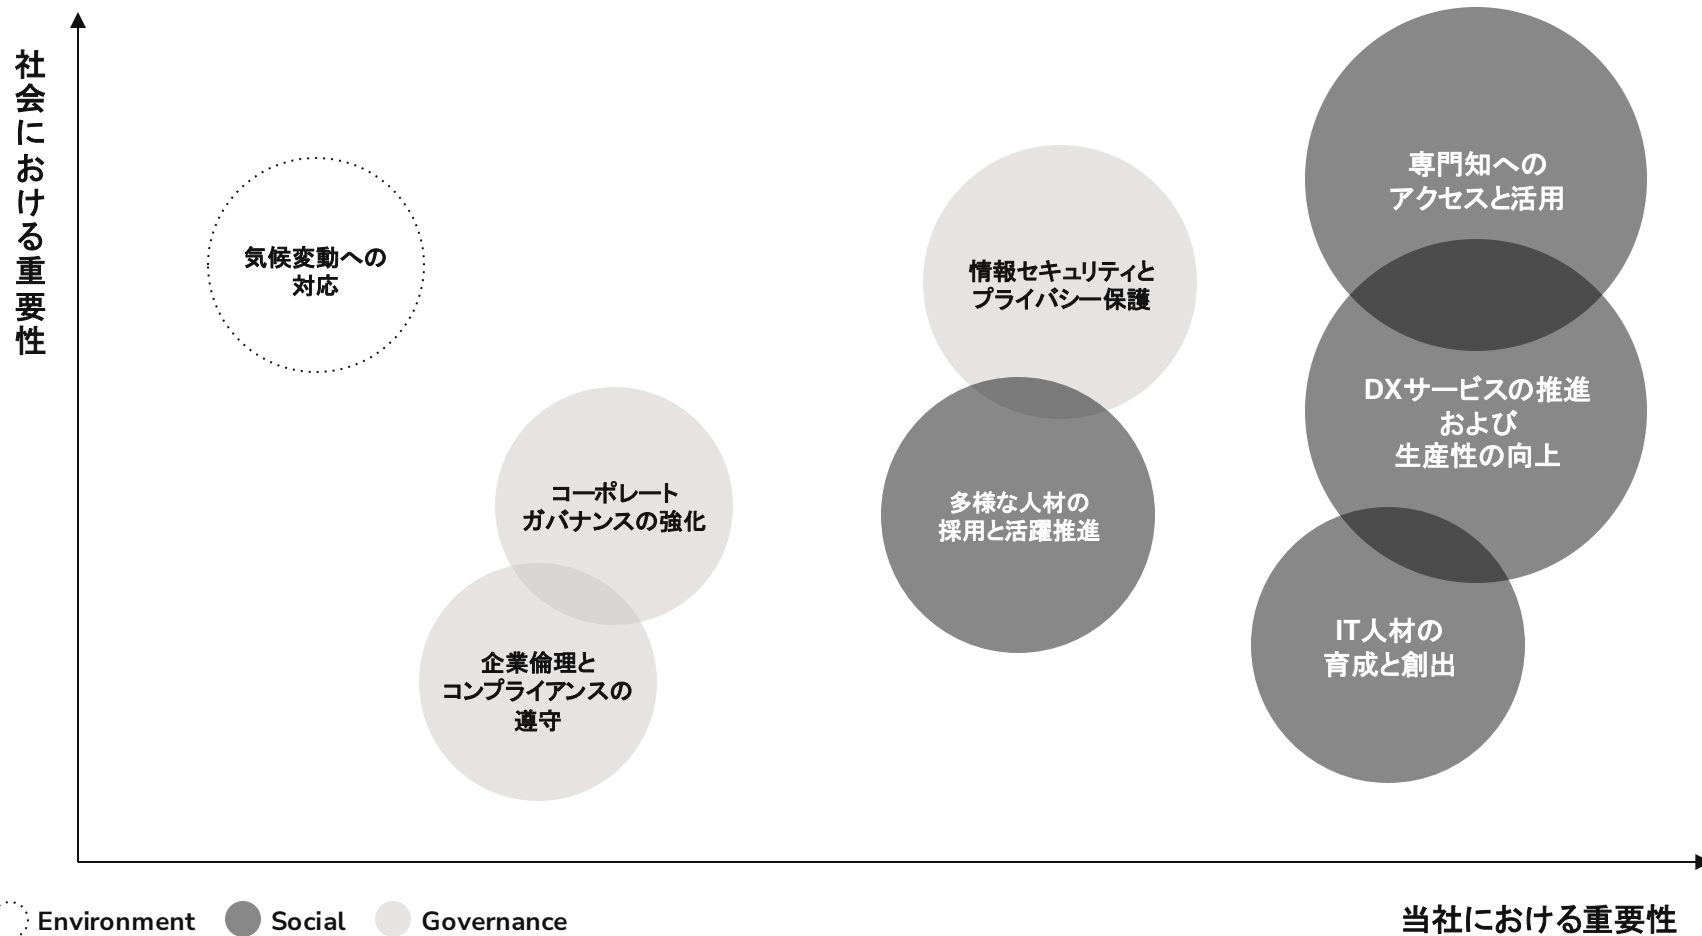 社会における重要性
専門知への
アクセスと活用
気候変動への
対応
情報セキュリティと
プライバシー保護
DXサービスの推進
および
生産性の向上
コーポレート
ガバナンスの強化
多様な人材の
採用と活躍推進
IT人材の
育成と創出
企業倫理と
コンプライアンスの
遵守
Environment
Social
Governance
当社における重要性